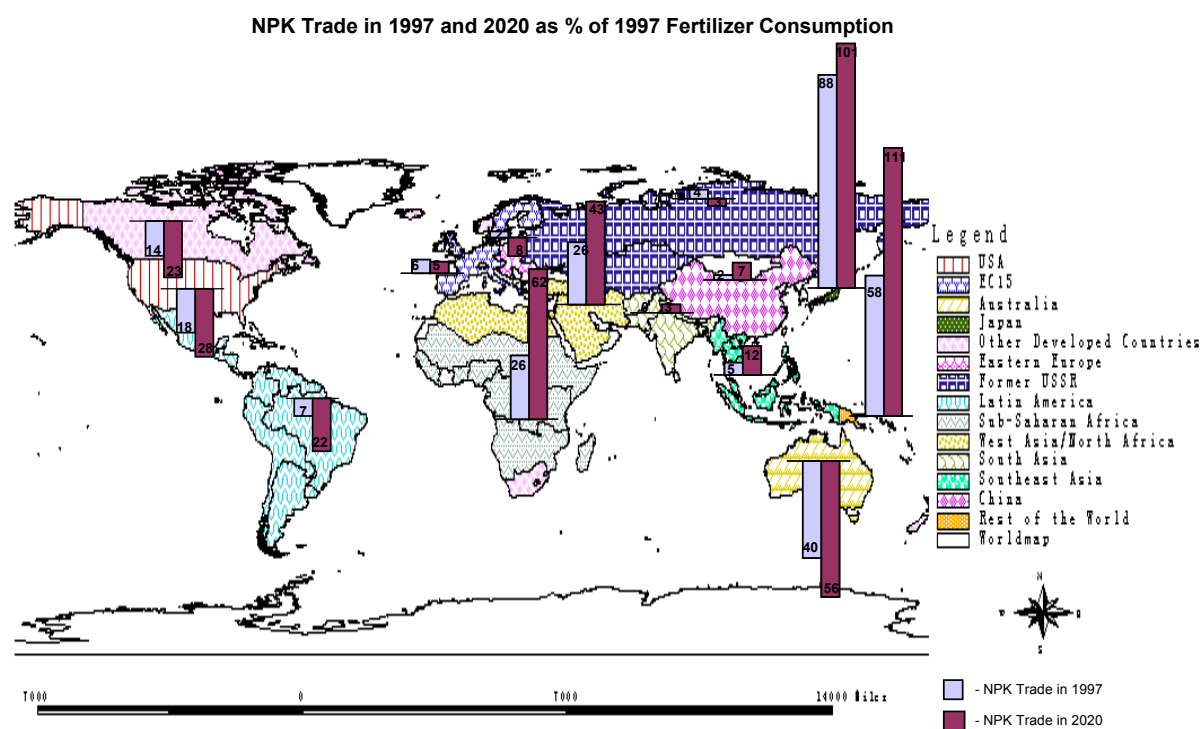 NPK Trade in 1997 and 2020 as % of 1997 Fertilizer Consumption
101
88
111
4
3
43
14
6
5
8
26
2
7
23
62
58
3
18
28
12
26
5
7
22
40
56
Legend
USA
EC15
Australia
Japan
Other Developed Countries
Eastern Europe
Former USSR
Latin America
Sub-Saharan Africa
West Asia/North Africa
South Asia
Southeast Asia
China
Rest of the World
Worldmap
N
W
S
7000 0 7000 14000 Miles
- NPK Trade in 1997
- NPK Trade in 2020